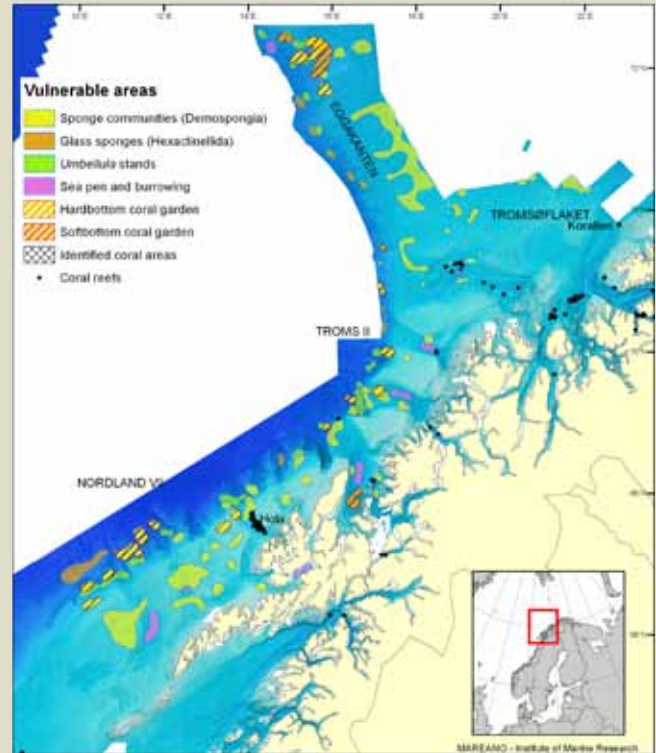 Vulnerable areas
Sponge communities (Demospongia)
Glass sponges (Hexactinellida)
Umbellula stands
Sea pen and burrowing
Hardbottom coral garden
Softbottom coral garden
Identified coral areas
Coral reefs
EGGAKANTEN
TROMSØFLAKET
Korallen
TROMS II
NORDLAND VII
Hola
MAREANO - Institute of Marine Research